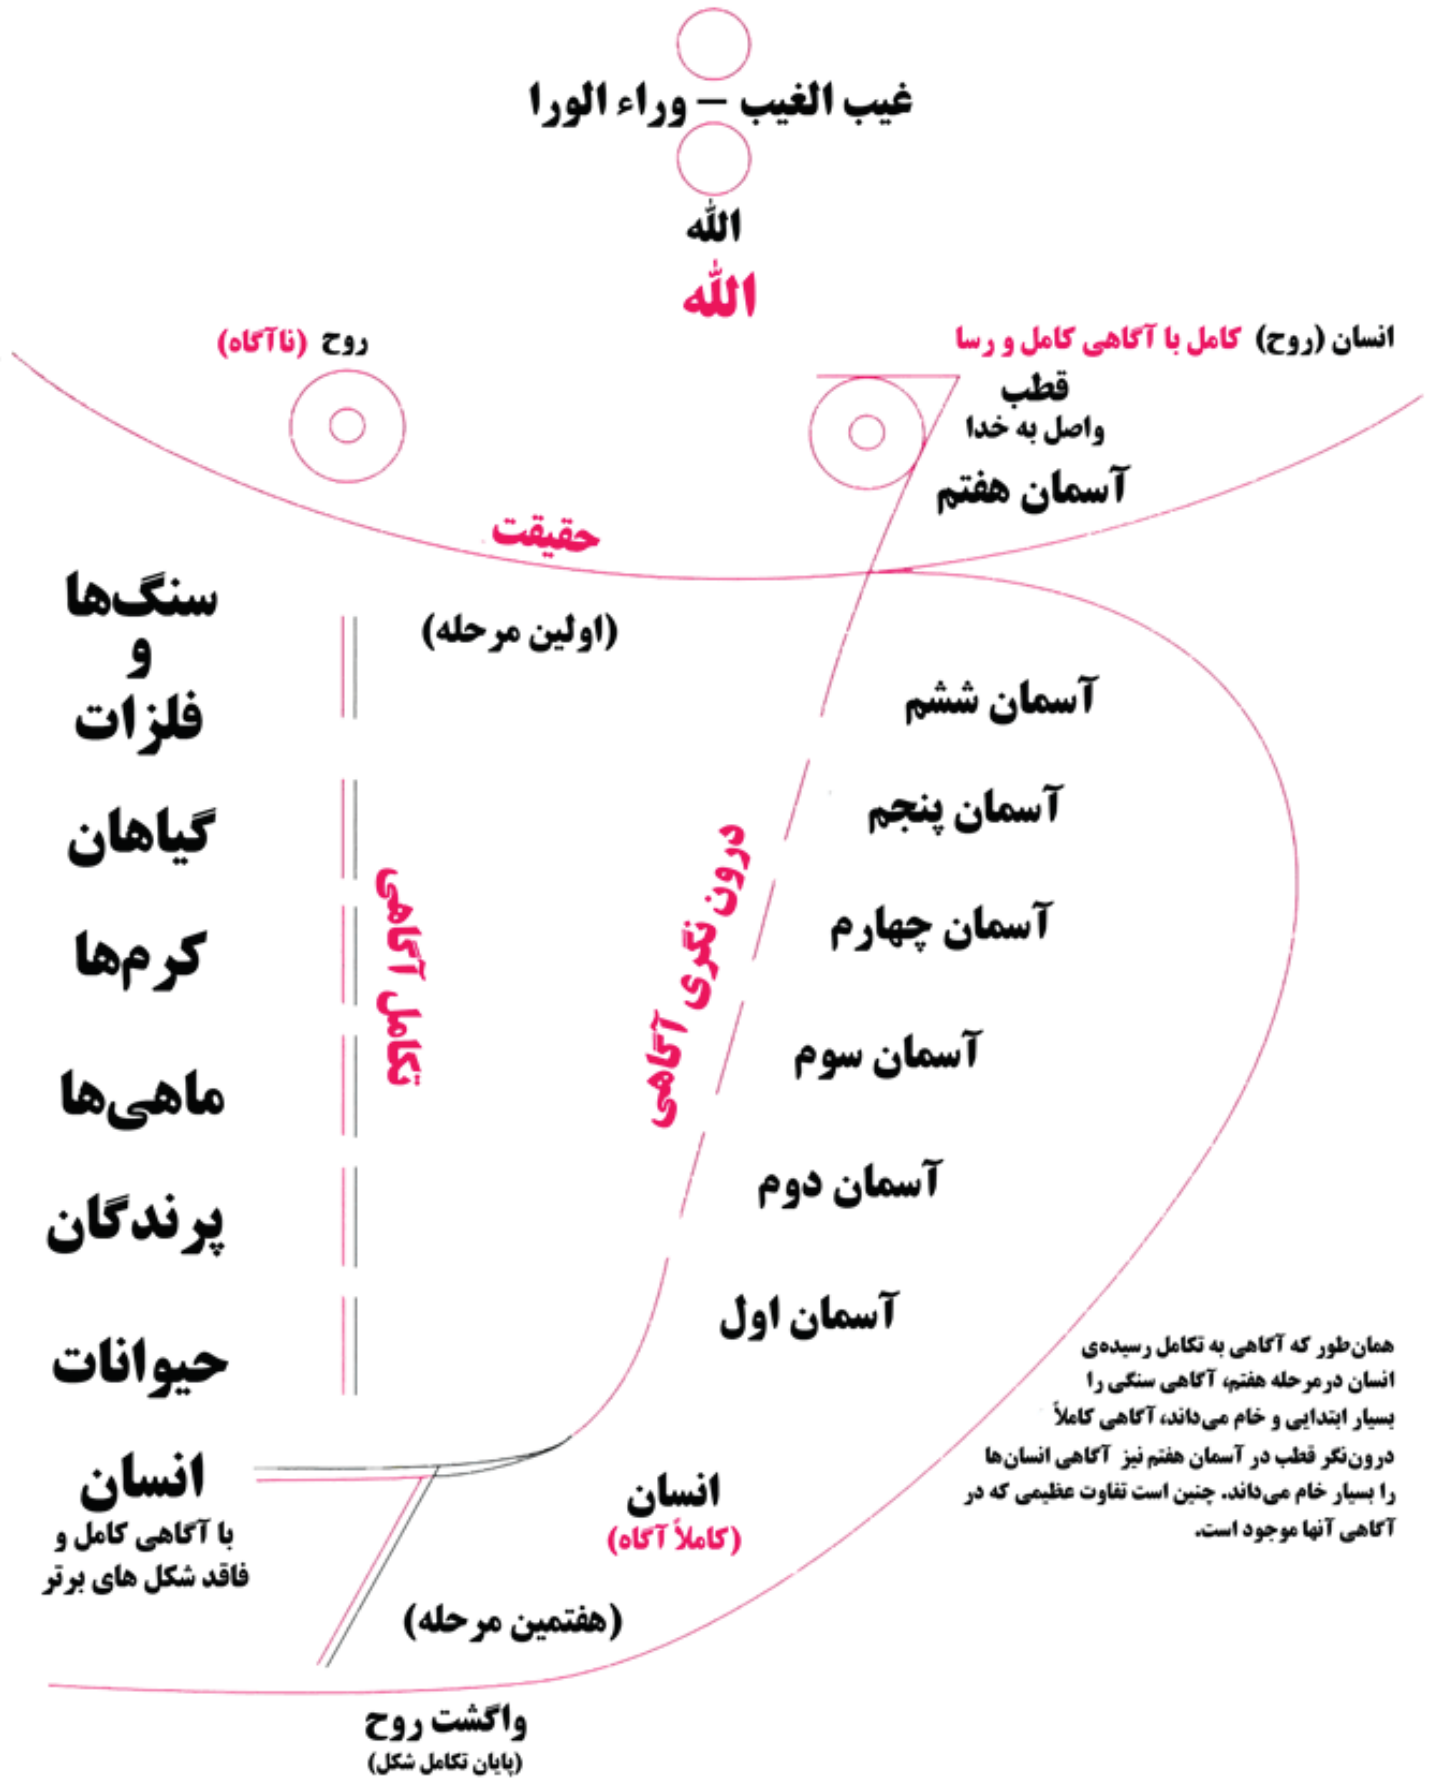 غیب الغیب – وراء الورا
الله
الله
انسان (روح) کامل با آگاهی کامل و رسا
روح (ناآگاه)
قطب
واصل به خدا
آسمان هفتم
حقیقت
سنگ‌ها
و
فلزات
(اولین مرحله)
آسمان ششم
گیاهان
آسمان پنجم
درون نگری آگاهی
تکامل آگاهی
کرم‌ها
آسمان چهارم
ماهی‌ها
آسمان سوم
پرندگان
آسمان دوم
حیوانات
آسمان اول
همان‌طور که آگاهی به تکامل رسیده‌ی
انسان درمرحله هفتم، آگاهی سنگی را
بسیار ابتدایی و خام می‌داند، آگاهی کاملاً
درون‌نگر قطب در آسمان هفتم نیز آگاهی انسان‌ها
را بسیار خام می‌داند. چنین است تفاوت عظیمی که در
آگاهی آنها موجود است.
انسان
با آگاهی کامل و
فاقد شکل های برتر
انسان
(کاملاً آگاه)
(هفتمین مرحله)
واگشت روح
(پایان تکامل شکل)